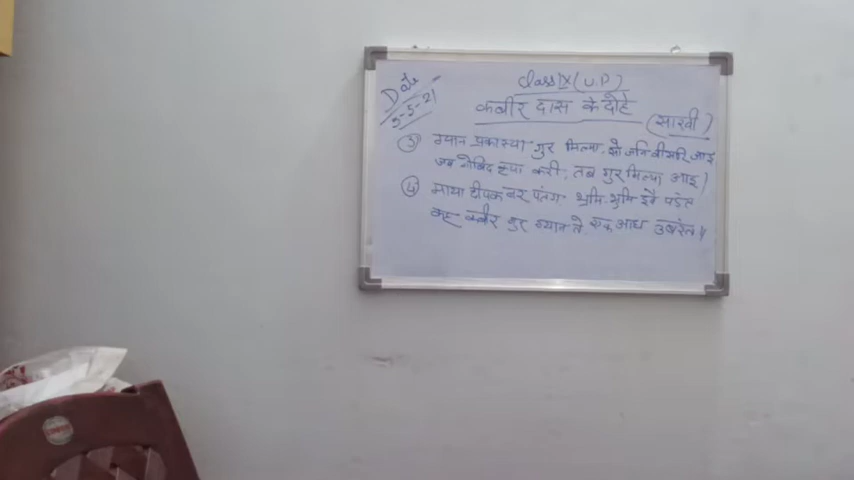 Date
5-5-21
Class IX (U.P)
कबीर दास के दोहे
(साखी)
③ ग्यान प्रकास्या गुर मिल्या, सो जनि बीसरि जाइ
जब गोबिंद कृपा करी, तब गुर मिल्या आइ।
④ माया दीपक नर पतंग, भ्रमि भ्रमि इवै पडंत
कहै कबीर गुर ग्यान ते एक आध उबरंत॥